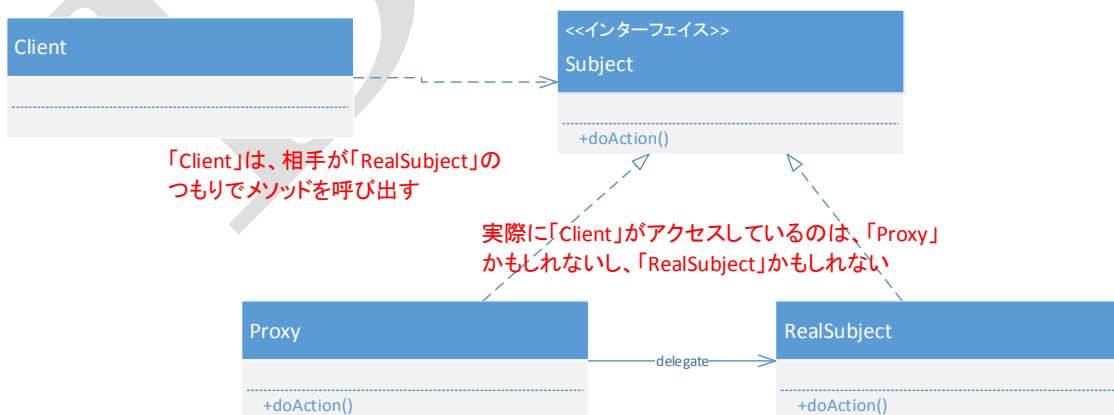 Client
<<インターフェイス>>
Subject
+doAction()
「Client」は、相手が「RealSubject」の
つもりでメソッドを呼び出す
実際に「Client」がアクセスしているのは、「Proxy」
かもしれないし、「RealSubject」かもしれない
Proxy
delegate
RealSubject
+doAction()
+doAction()